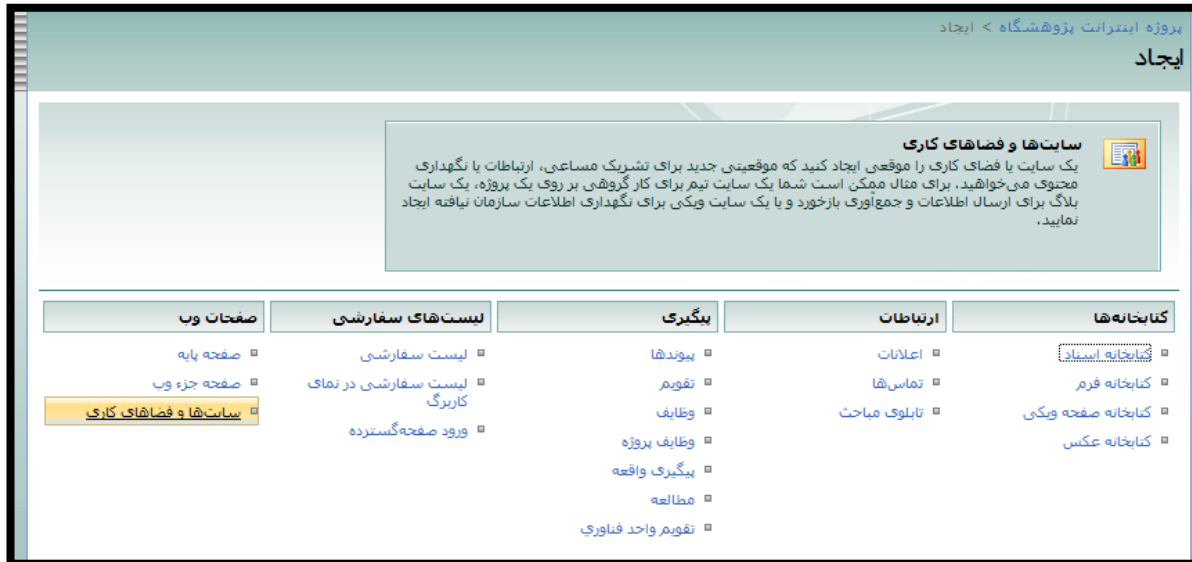 پروژه اینترانت پژوهشگاه > ایجاد
ایجاد
سایت‌ها و فضاهای کاری
یک سایت یا فضای کاری را موقعی ایجاد کنید که موقعیتی جدید برای تشریک مساعی، ارتباطات یا نگهداری
محتوی می‌خواهید. برای مثال ممکن است شما یک سایت تیم برای کار گروهی بر روی یک پروژه، یک سایت
بلاگ برای ارسال اطلاعات و جمع‌آوری بازخورد و یا یک سایت ویکی برای نگهداری اطلاعات سازمان نیافته ایجاد
نمایید.
کتابخانه‌ها
کتابخانه اسناد
کتابخانه فرم
کتابخانه صفحه ویکی
کتابخانه عکس
ارتباطات
اعلانات
تماس‌ها
تابلوی مباحث
پیگیری
پیوندها
تقویم
وظایف
وظایف پروژه
پیگیری واقعه
مطالعه
تقویم واحد فناوري
لیست‌های سفارشی
لیست سفارشی
لیست سفارشی در نمای
کاربرگ
ورود صفحه‌گسترده
صفحات وب
صفحه پایه
صفحه جزء وب
سایت‌ها و فضاهای کاری